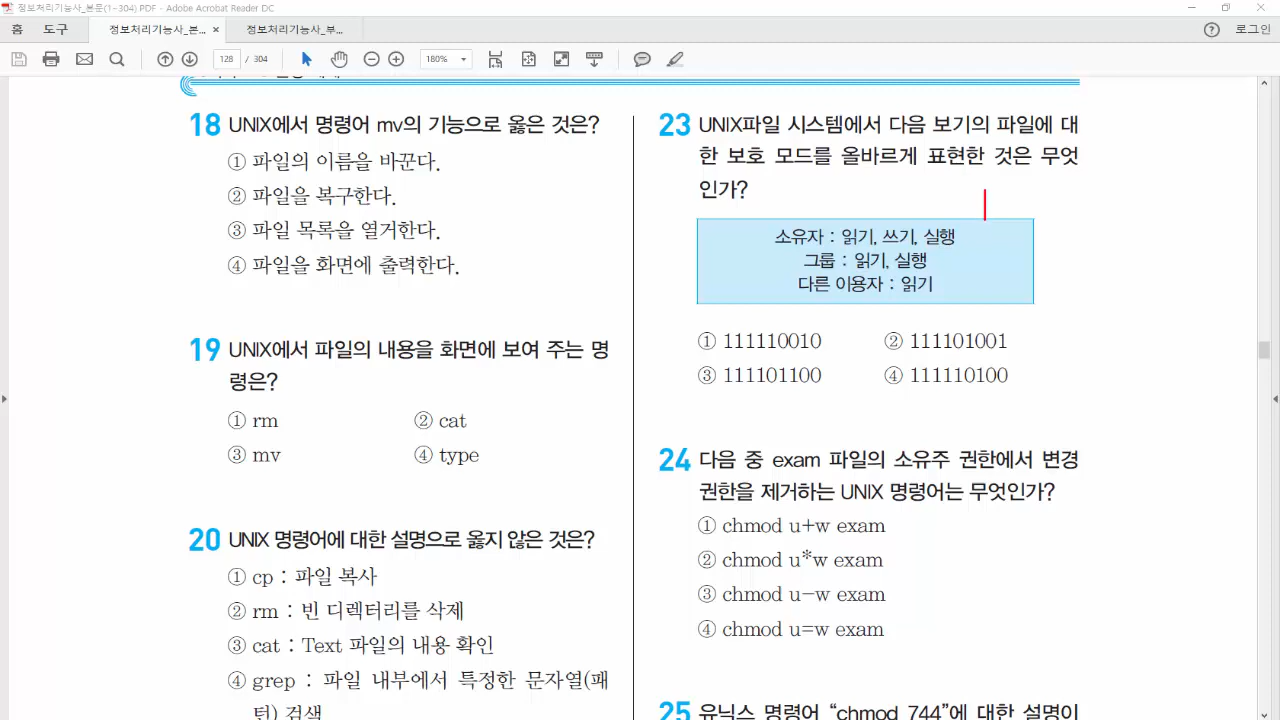 정보처리기능사_본문(1-304) PDF - Adobe Acrobat Reader DC
홈 도구 정보처리기능사_본... × 정보처리기능사_부... 로그인
128 / 304 180%
18 UNIX에서 명령어 mv의 기능으로 옳은 것은?
① 파일의 이름을 바꾼다.
② 파일을 복구한다.
③ 파일 목록을 열거한다.
④ 파일을 화면에 출력한다.
19 UNIX에서 파일의 내용을 화면에 보여 주는 명
령은?
① rm ② cat
③ mv ④ type
20 UNIX 명령어에 대한 설명으로 옳지 않은 것은?
① cp : 파일 복사
② rm : 빈 디렉터리를 삭제
③ cat : Text 파일의 내용 확인
④ grep : 파일 내부에서 특정한 문자열(패
턴) 검색
23 UNIX파일 시스템에서 다음 보기의 파일에 대
한 보호 모드를 올바르게 표현한 것은 무엇
인가?
소유자 : 읽기, 쓰기, 실행
그룹 : 읽기, 실행
다른 이용자 : 읽기
① 111110010 ② 111101001
③ 111101100 ④ 111110100
24 다음 중 exam 파일의 소유주 권한에서 변경
권한을 제거하는 UNIX 명령어는 무엇인가?
① chmod u+w exam
② chmod u*w exam
③ chmod u-w exam
④ chmod u=w exam
25 유닉스 명령어 “chmod 744”에 대한 설명이